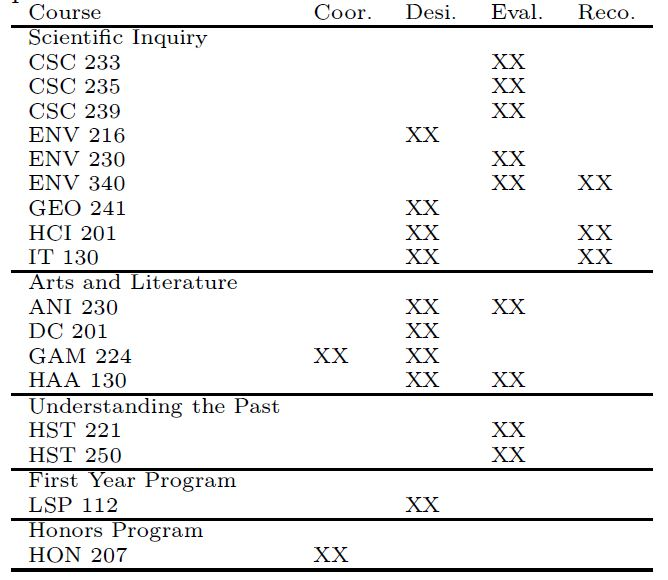 Course Coor. Desi. Eval. Reco.
Scientific Inquiry
CSC 233 XX
CSC 235 XX
CSC 239 XX
ENV 216 XX
ENV 230 XX
ENV 340 XX XX
GEO 241 XX
HCI 201 XX XX
IT 130 XX XX
Arts and Literature
ANI 230 XX XX
DC 201 XX
GAM 224 XX XX
HAA 130 XX XX
Understanding the Past
HST 221 XX
HST 250 XX
First Year Program
LSP 112 XX
Honors Program
HON 207 XX